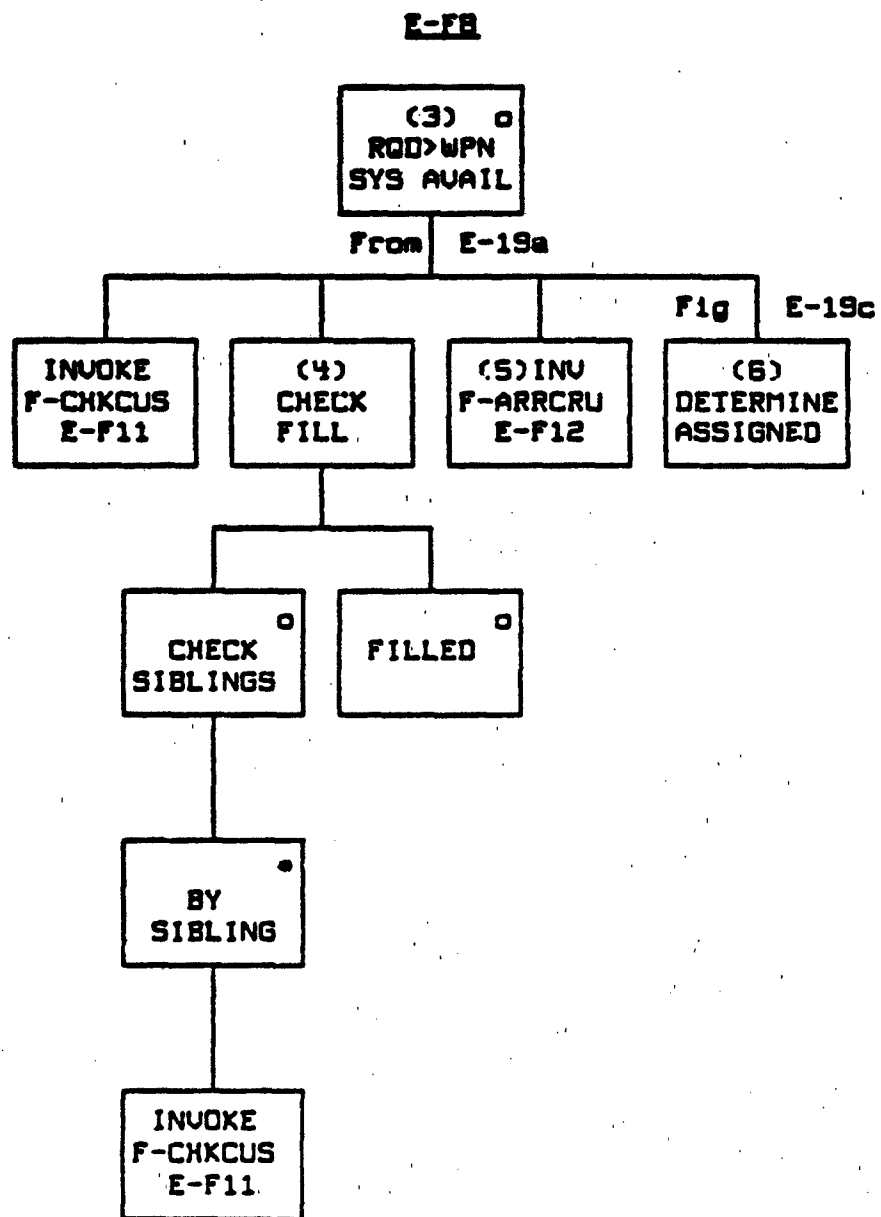 E-F8
(3) o
RQD>WPN
SYS AVAIL
From E-19a
Fig E-19c
INVOKE
F-CHKCUS
E-F11
(4)
CHECK
FILL
(5)INV
F-ARRCRU
E-F12
(6)
DETERMINE
ASSIGNED
o
CHECK
SIBLINGS
o
FILLED
*
BY
SIBLING
INVOKE
F-CHKCUS
E-F11